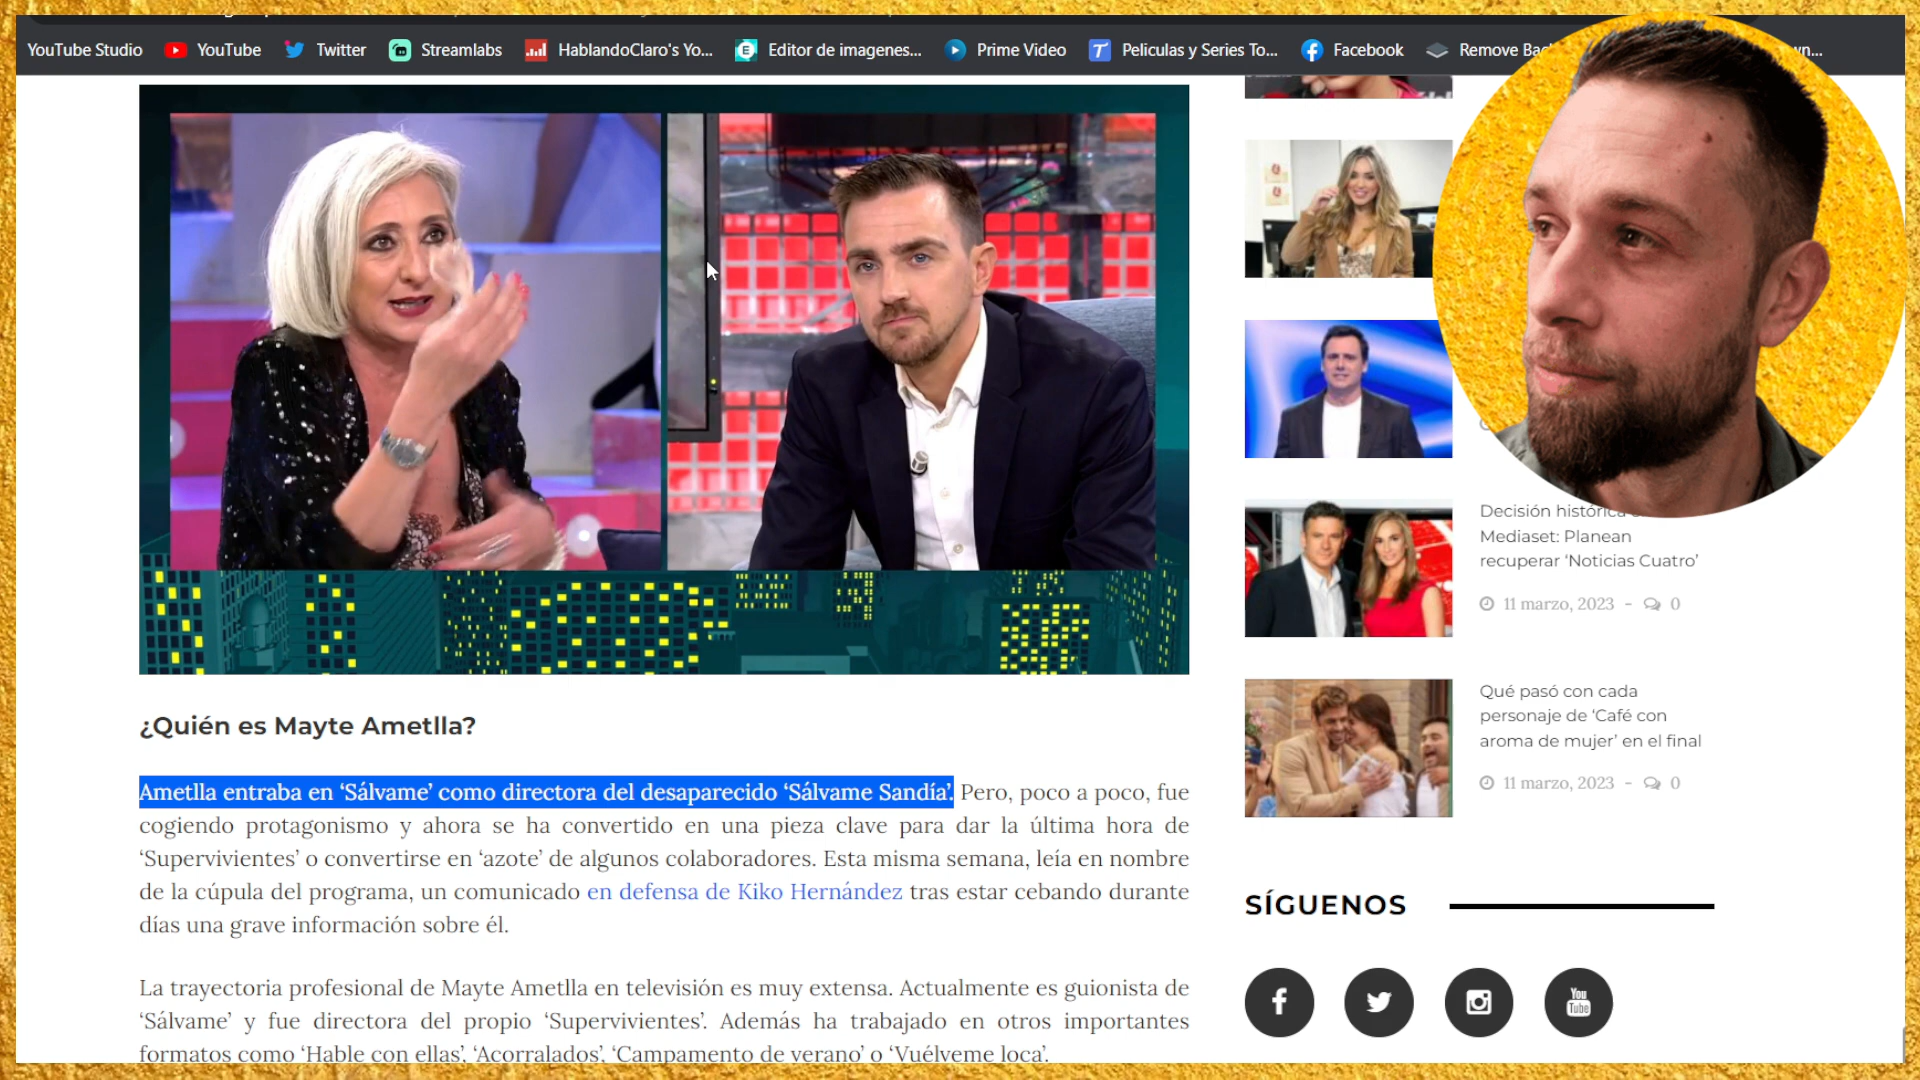 YouTube Studio
YouTube
Twitter
Streamlabs
HablandoClaro's Yo...
Editor de imagenes...
Prime Video
Peliculas y Series To...
Facebook
Remove
¿Quién es Mayte Ametlla?
Ametlla entraba en ‘Sálvame’ como directora del desaparecido ‘Sálvame Sandía’. Pero, poco a poco, fue
cogiendo protagonismo y ahora se ha convertido en una pieza clave para dar la última hora de
‘Supervivientes’ o convertirse en ‘azote’ de algunos colaboradores. Esta misma semana, leía en nombre
de la cúpula del programa, un comunicado en defensa de Kiko Hernández tras estar cebando durante
días una grave información sobre él.
La trayectoria profesional de Mayte Ametlla en televisión es muy extensa. Actualmente es guionista de
‘Sálvame’ y fue directora del propio ‘Supervivientes’. Además ha trabajado en otros importantes
formatos como ‘Hable con ellas’, ‘Acorralados’, ‘Campamento de verano’ o ‘Vuélveme loca’.
Decisión histórica
Mediaset: Planean
recuperar ‘Noticias Cuatro’
11 marzo, 2023 - 0
Qué pasó con cada
personaje de ‘Café con
aroma de mujer’ en el final
11 marzo, 2023 - 0
SÍGUENOS
You
Tube